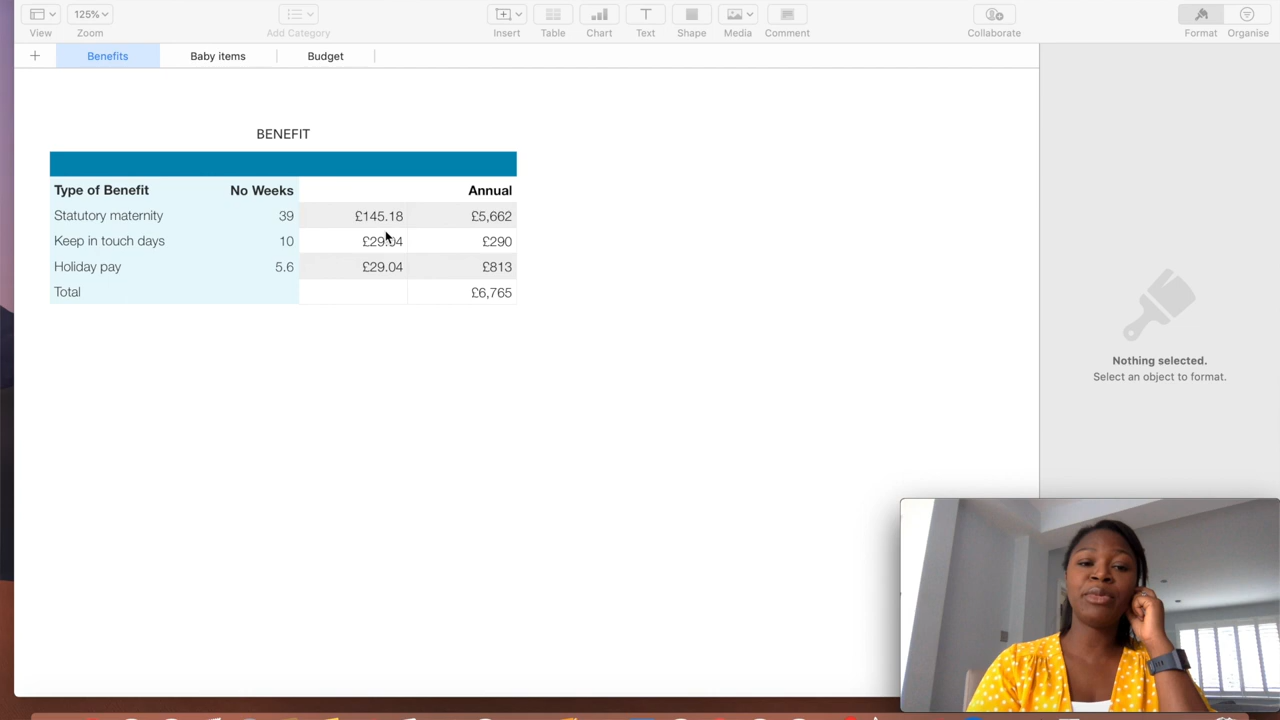 125%
View
Zoom
Add Category
Insert
Table
Chart
Text
Shape
Media
Comment
Collaborate
Format
Organise
Benefits
Baby items
Budget
BENEFIT
Type of Benefit No Weeks Annual
Statutory maternity 39 £145.18 £5,662
Keep in touch days 10 £29.04 £290
Holiday pay 5.6 £29.04 £813
Total £6,765
Nothing selected.
Select an object to format.